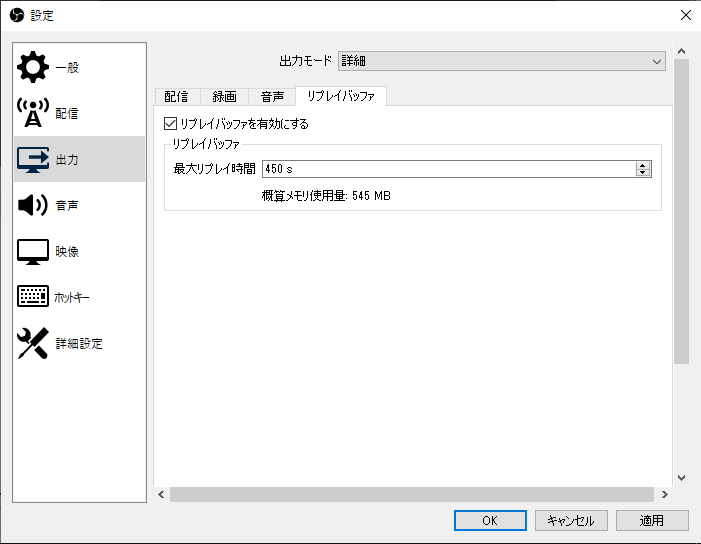 設定
一般
配信
出力
音声
映像
ホットキー
詳細設定
出力モード 詳細
配信 録画 音声 リプレイバッファ
リプレイバッファを有効にする
リプレイバッファ
最大リプレイ時間 450 s
概算メモリ使用量: 545 MB
OK キャンセル 適用